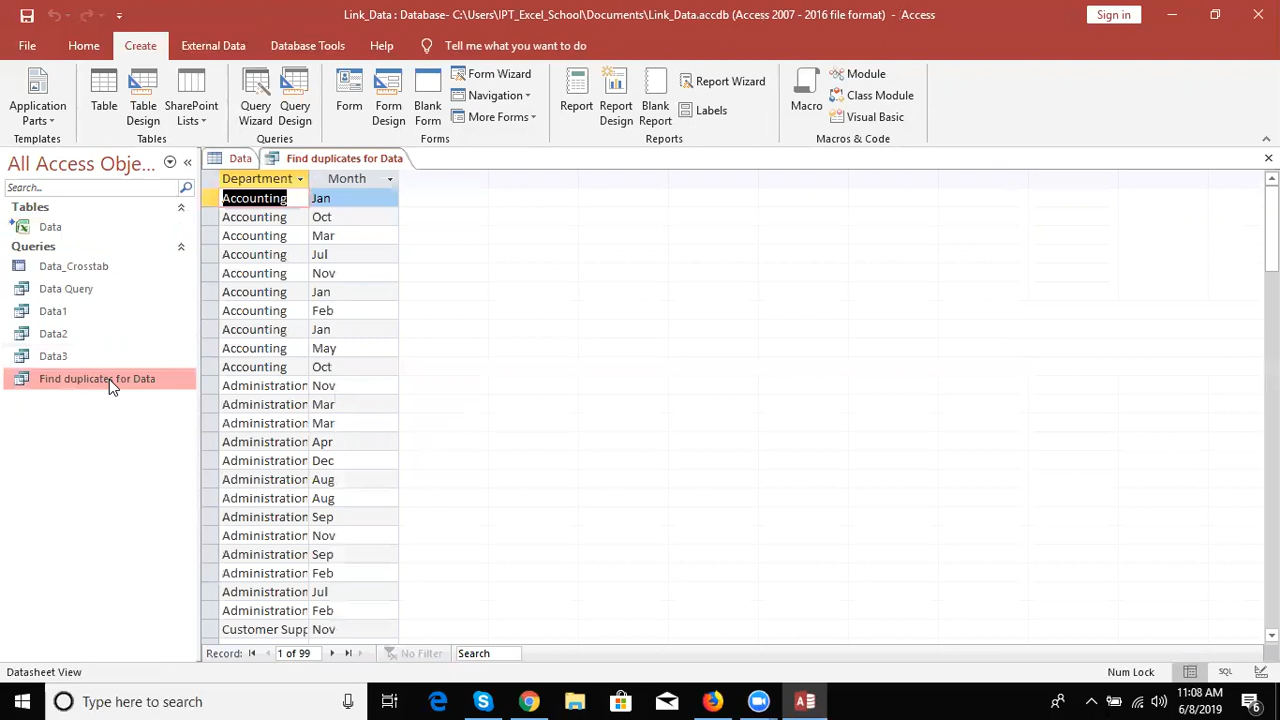 Link_Data : Database- C:\Users\IPT_Excel_School\Documents\Link_Data.accdb (Access 2007 - 2016 file format) - Access
Sign in
File Home Create External Data Database Tools Help Tell me what you want to do
Application Parts
Templates
Table
Table Design
SharePoint Lists
Tables
Query Wizard
Query Design
Queries
Form
Form Design
Blank Form
Form Wizard
Navigation
More Forms
Forms
Report
Report Design
Blank Report
Report Wizard
Labels
Reports
Macro
Module
Class Module
Visual Basic
Macros & Code
All Access Obje...
Search...
Tables
Data
Queries
Data_Crosstab
Data Query
Data1
Data2
Data3
Find duplicates for Data
Data Find duplicates for Data
Department Month
Accounting Jan
Accounting Oct
Accounting Mar
Accounting Jul
Accounting Nov
Accounting Jan
Accounting Feb
Accounting Jan
Accounting May
Accounting Oct
Administration Nov
Administration Mar
Administration Mar
Administration Apr
Administration Dec
Administration Aug
Administration Aug
Administration Sep
Administration Nov
Administration Sep
Administration Feb
Administration Jul
Administration Feb
Customer Supp Nov
Record: 1 of 99 No Filter Search
Datasheet View Num Lock SQL
Type here to search
11:08 AM
6/8/2019
6